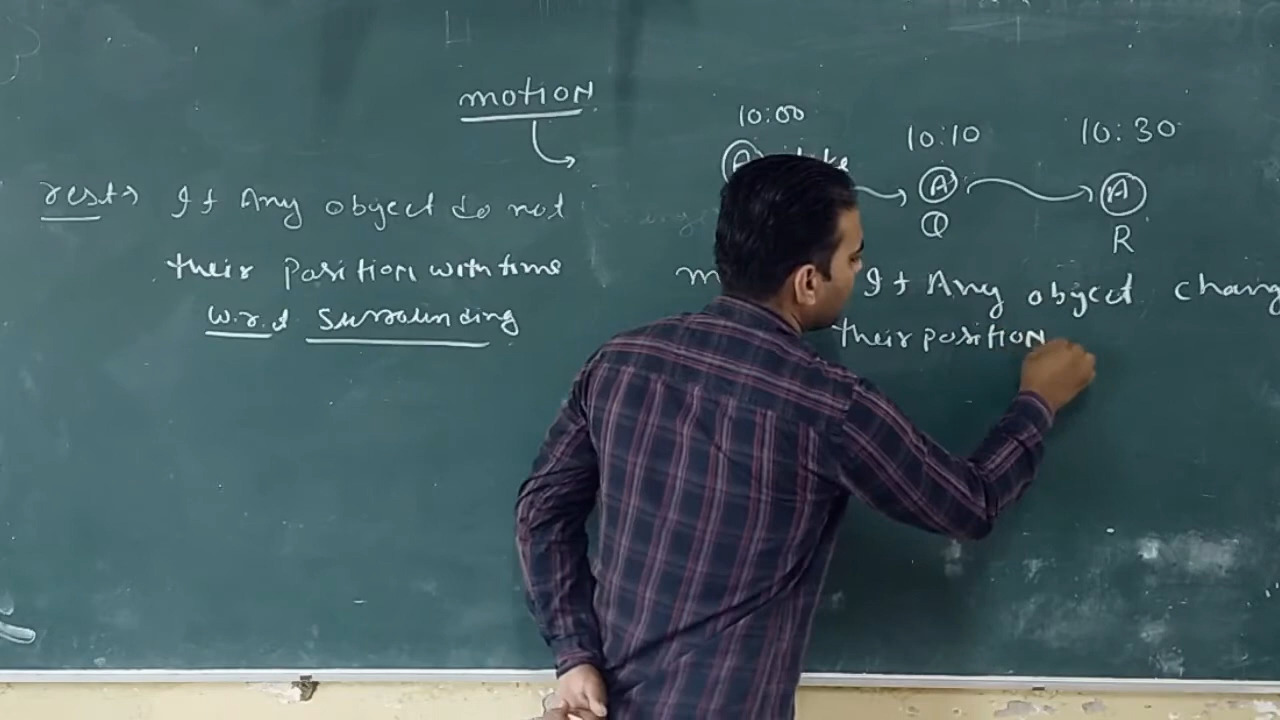 motion
10:00
10:10
10:30
A
A
A
Q
R
rest → If Any object do not
their position with time
w.r.t surrounding
If Any object chang
their position